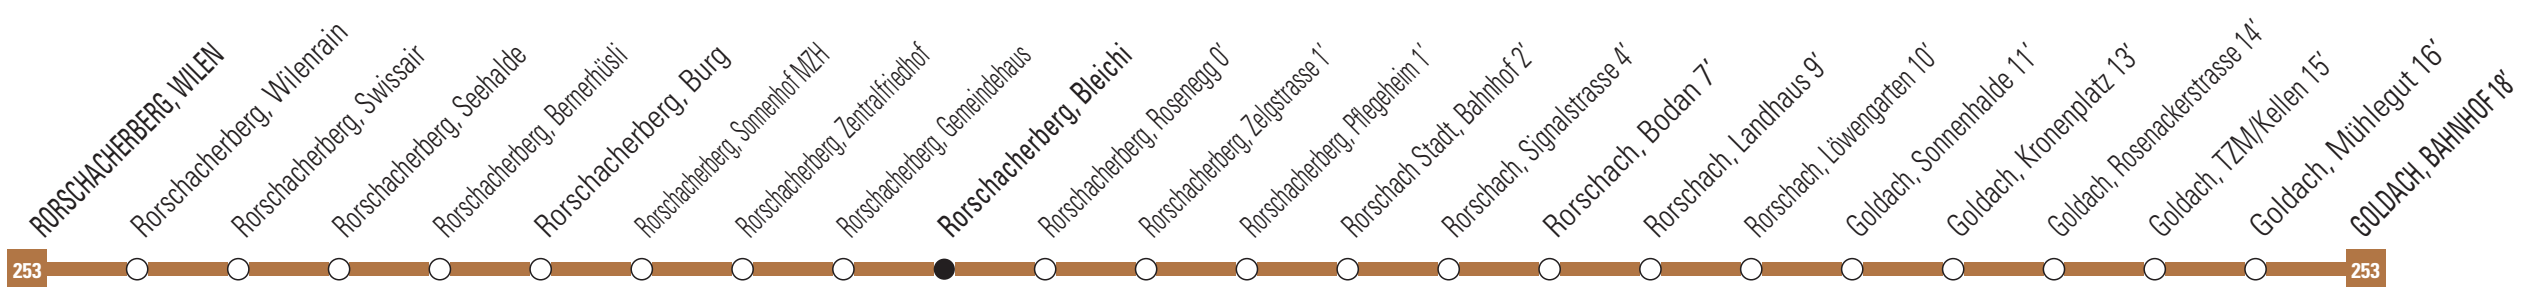 RORSCHACHERBERG, WILEN
Rorschacherberg, Wilenrain
Rorschacherberg, Swissair
Rorschacherberg, Seehalde
Rorschacherberg, Bernerhüsli
Rorschacherberg, Burg
Rorschacherberg, Sonnenhof MZH
Rorschacherberg, Zentralfriedhof
Rorschacherberg, Gemeindehaus
Rorschacherberg, Bleichi
Rorschacherberg, Rosenegg 0’
Rorschacherberg, Zelgstrasse 1’
Rorschacherberg, Pflegeheim 1’
Rorschach Stadt, Bahnhof 2’
Rorschach, Signalstrasse 4’
Rorschach, Bodan 7’
Rorschach, Landhaus 9’
Rorschach, Löwengarten 10’
Goldach, Sonnenhalde 11’
Goldach, Kronenplatz 13’
Goldach, Rosenackerstrasse 14’
Goldach, TZM/Kellen 15’
Goldach, Mühlegut 16’
GOLDACH, BAHNHOF 18’
253
253